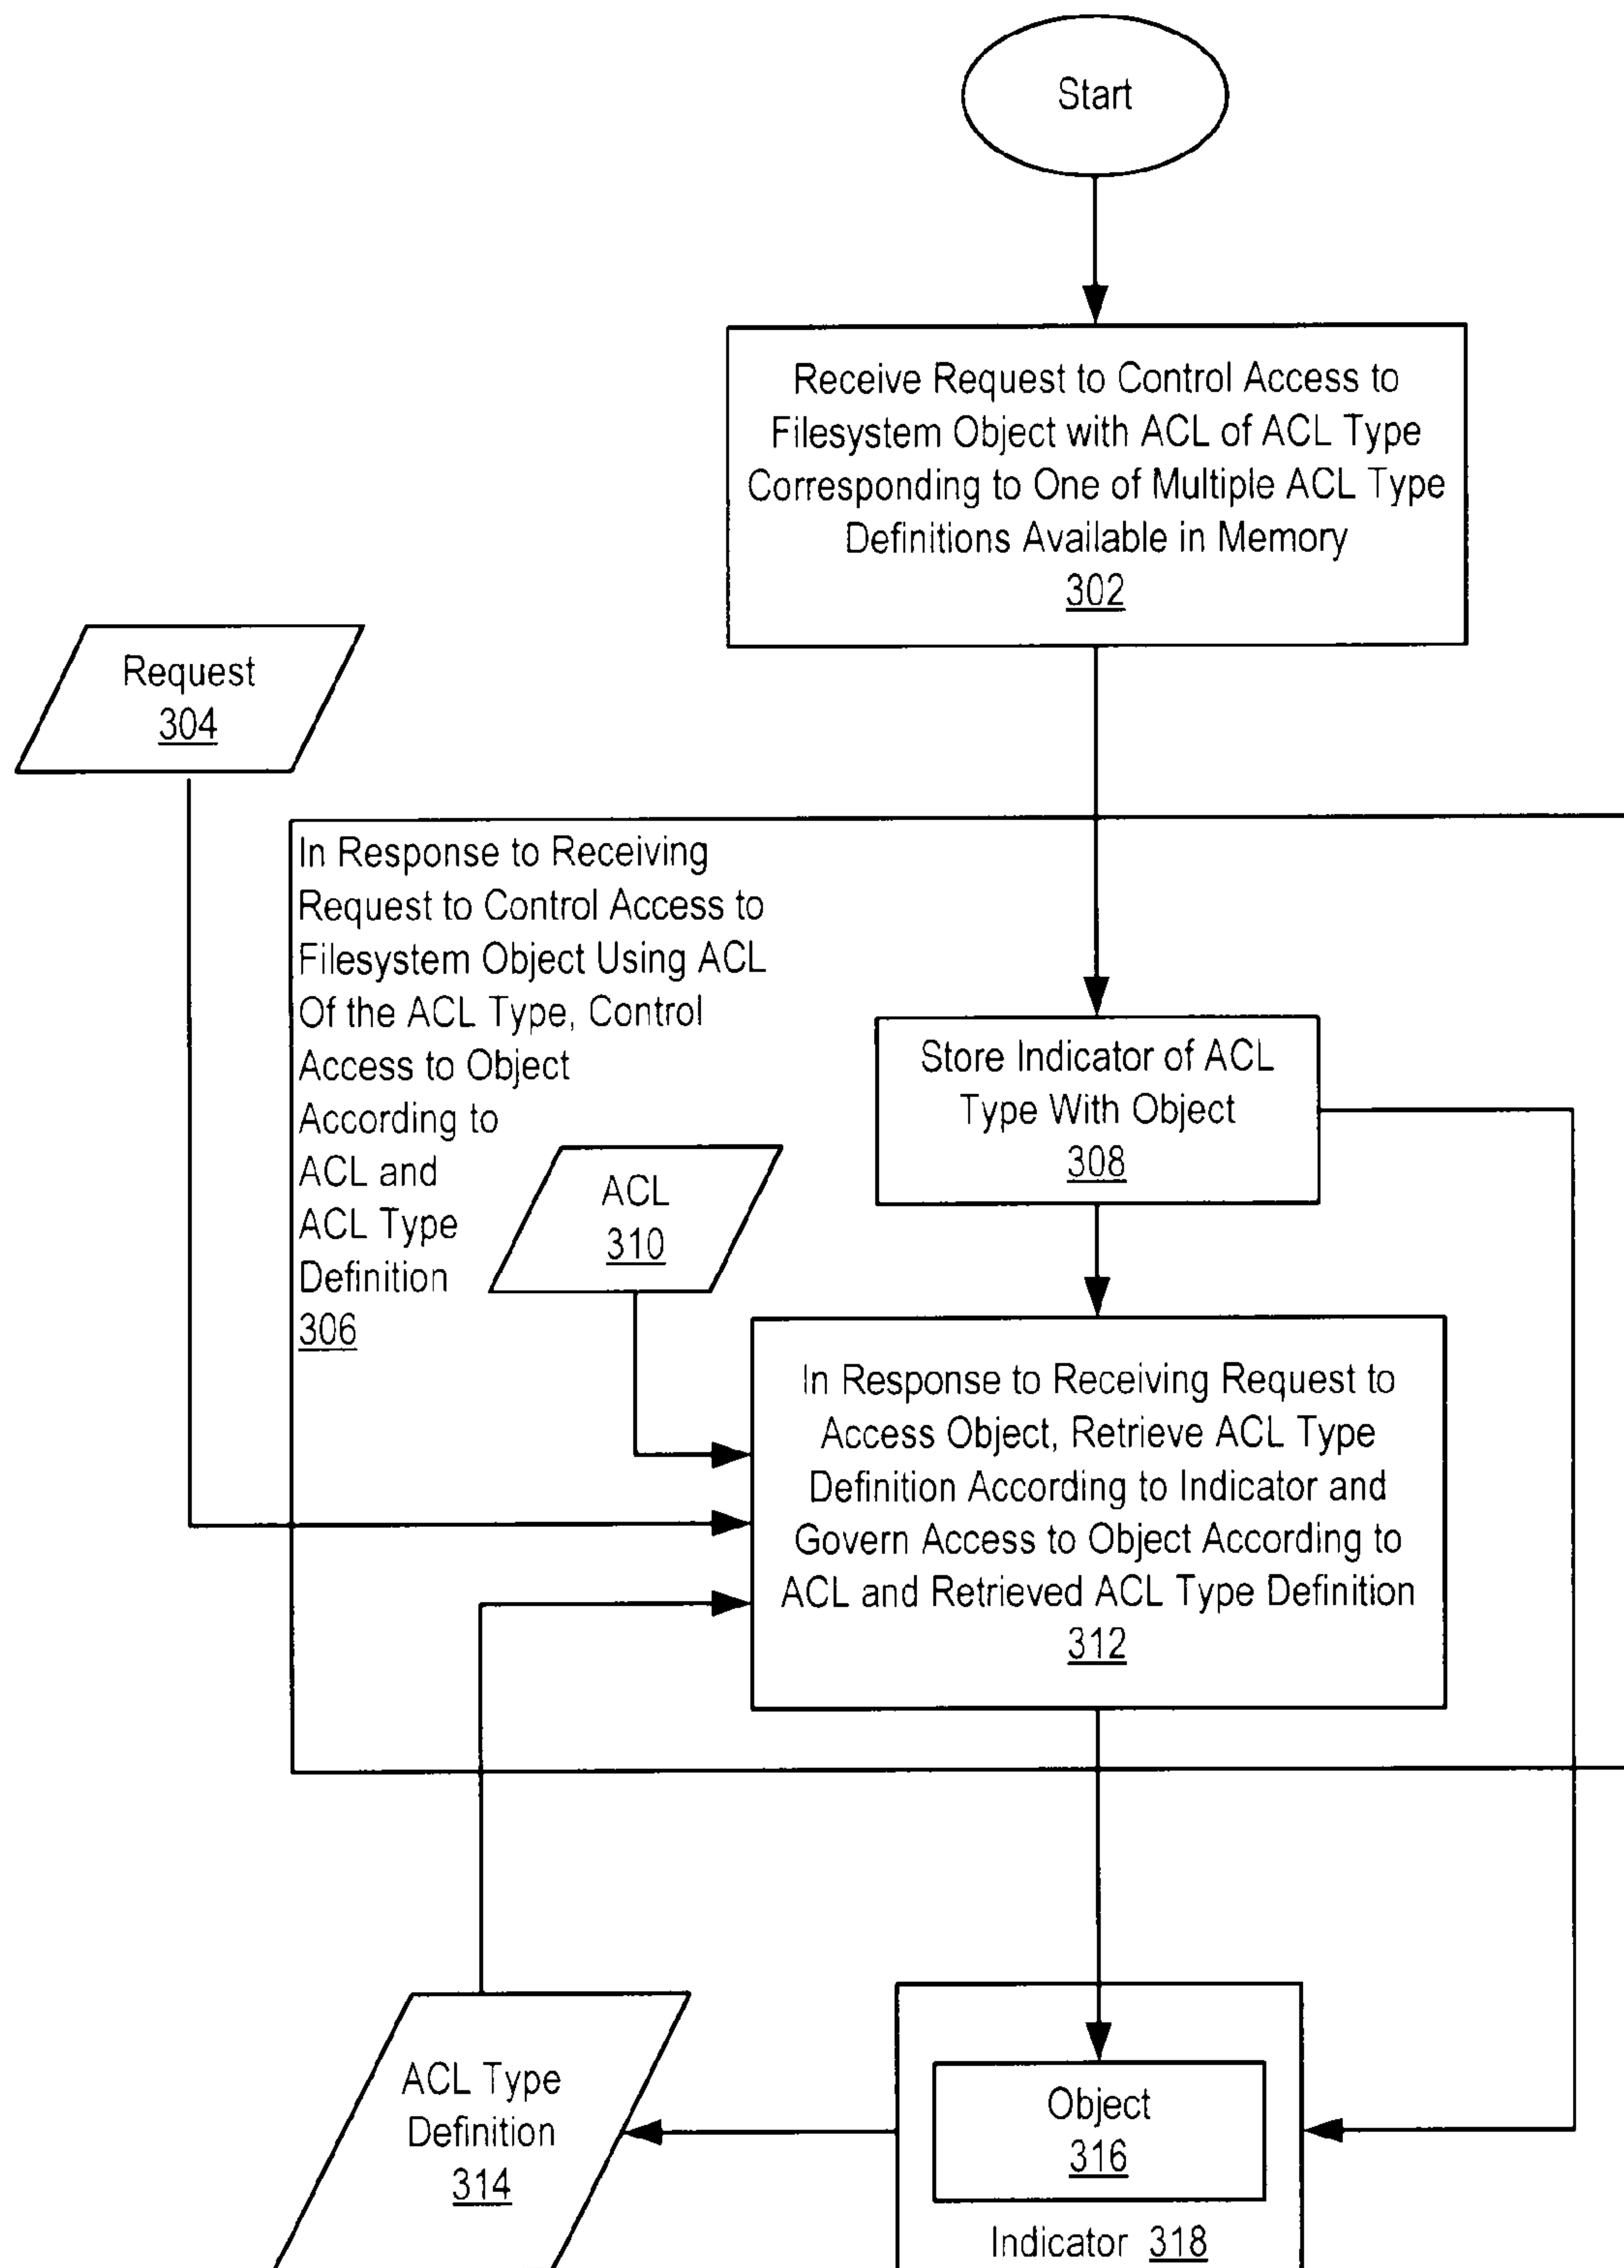 Start
Receive Request to Control Access to
Filesystem Object with ACL of ACL Type
Corresponding to One of Multiple ACL Type
Definitions Available in Memory
302
Request
304
In Response to Receiving
Request to Control Access to
Filesystem Object Using ACL
Of the ACL Type, Control
Access to Object
According to
ACL and
ACL Type
Definition
306
Store Indicator of ACL
Type With Object
308
ACL
310
In Response to Receiving Request to
Access Object, Retrieve ACL Type
Definition According to Indicator and
Govern Access to Object According to
ACL and Retrieved ACL Type Definition
312
ACL Type
Definition
314
Object
316
Indicator 318